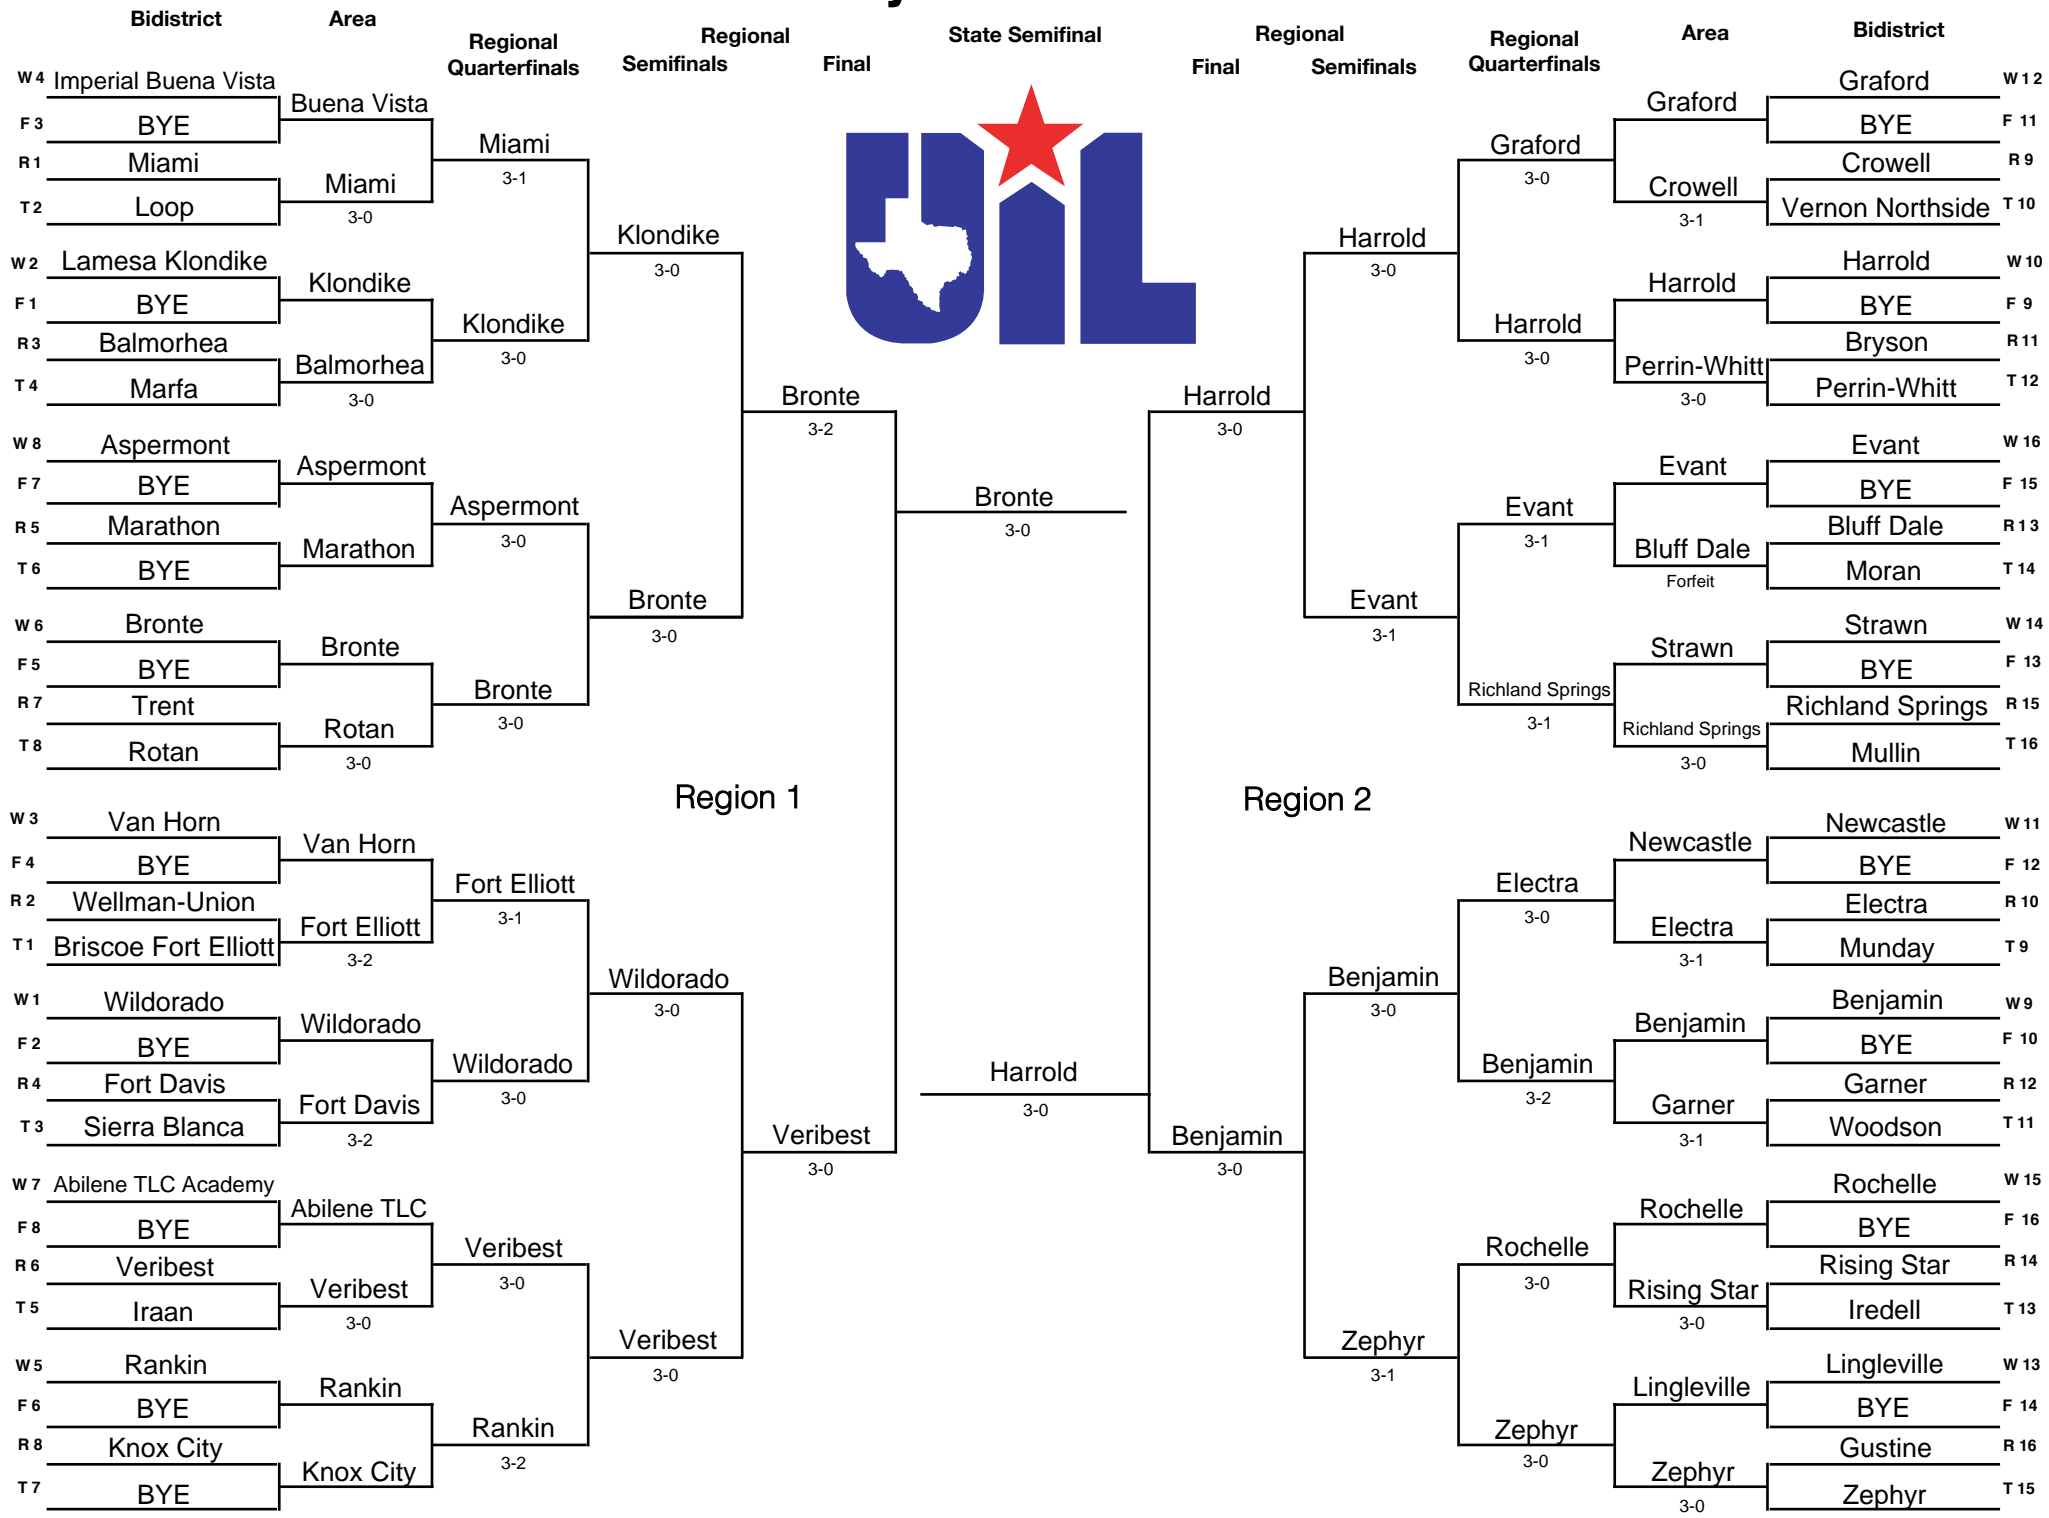 Bidistrict
Area
Regional
Quarterfinals
Regional
Semifinals
Final
State Semifinal
Regional
Final
Semifinals
Regional
Quarterfinals
Area
Bidistrict
W 4 Imperial Buena Vista
Buena Vista
F 3 BYE
Miami
3-1
R 1 Miami
Miami
3-0
T 2 Loop
Klondike
3-0
W 2 Lamesa Klondike
Klondike
F 1 BYE
Klondike
3-0
R 3 Balmorhea
Balmorhea
3-0
T 4 Marfa
Bronte
3-2
W 8 Aspermont
Aspermont
F 7 BYE
Aspermont
3-0
R 5 Marathon
Marathon
T 6 BYE
Bronte
3-0
W 6 Bronte
Bronte
F 5 BYE
Bronte
3-0
R 7 Trent
Rotan
3-0
T 8 Rotan
Bronte
3-0
Region 1
W 3 Van Horn
Van Horn
F 4 BYE
Fort Elliott
3-1
R 2 Wellman-Union
Fort Elliott
3-2
T 1 Briscoe Fort Elliott
Wildorado
3-0
W 1 Wildorado
Wildorado
F 2 BYE
Wildorado
3-0
R 4 Fort Davis
Fort Davis
3-2
T 3 Sierra Blanca
Veribest
3-0
W 7 Abilene TLC Academy
Abilene TLC
F 8 BYE
Veribest
3-0
R 6 Veribest
Veribest
3-0
T 5 Iraan
Veribest
3-0
W 5 Rankin
Rankin
F 6 BYE
Rankin
3-2
R 8 Knox City
Knox City
T 7 BYE
UIL
Graford W 12
Graford
BYE F 11
Graford
3-0
Crowell R 9
Crowell
3-1
Vernon Northside T 10
Harrold
3-0
Harrold W 10
Harrold
BYE F 9
Harrold
3-0
Bryson R 11
Perrin-Whitt
3-0
Perrin-Whitt T 12
Harrold
3-0
Evant W 16
Evant
BYE F 15
Evant
3-1
Bluff Dale R 13
Bluff Dale
Forfeit
Moran T 14
Evant
3-1
Strawn W 14
Strawn
BYE F 13
Richland Springs
3-1
Richland Springs R 15
Richland Springs
3-0
Mullin T 16
Region 2
Harrold
3-0
Newcastle W 11
Newcastle
BYE F 12
Electra
3-0
Electra R 10
Electra
3-1
Munday T 9
Benjamin
3-0
Benjamin W 9
Benjamin
BYE F 10
Benjamin
3-2
Garner R 12
Garner
3-1
Woodson T 11
Benjamin
3-0
Rochelle W 15
Rochelle
BYE F 16
Rochelle
3-0
Rising Star R 14
Rising Star
3-0
Iredell T 13
Zephyr
3-1
Lingleville W 13
Lingleville
BYE F 14
Zephyr
3-0
Gustine R 16
Zephyr
3-0
Zephyr T 15